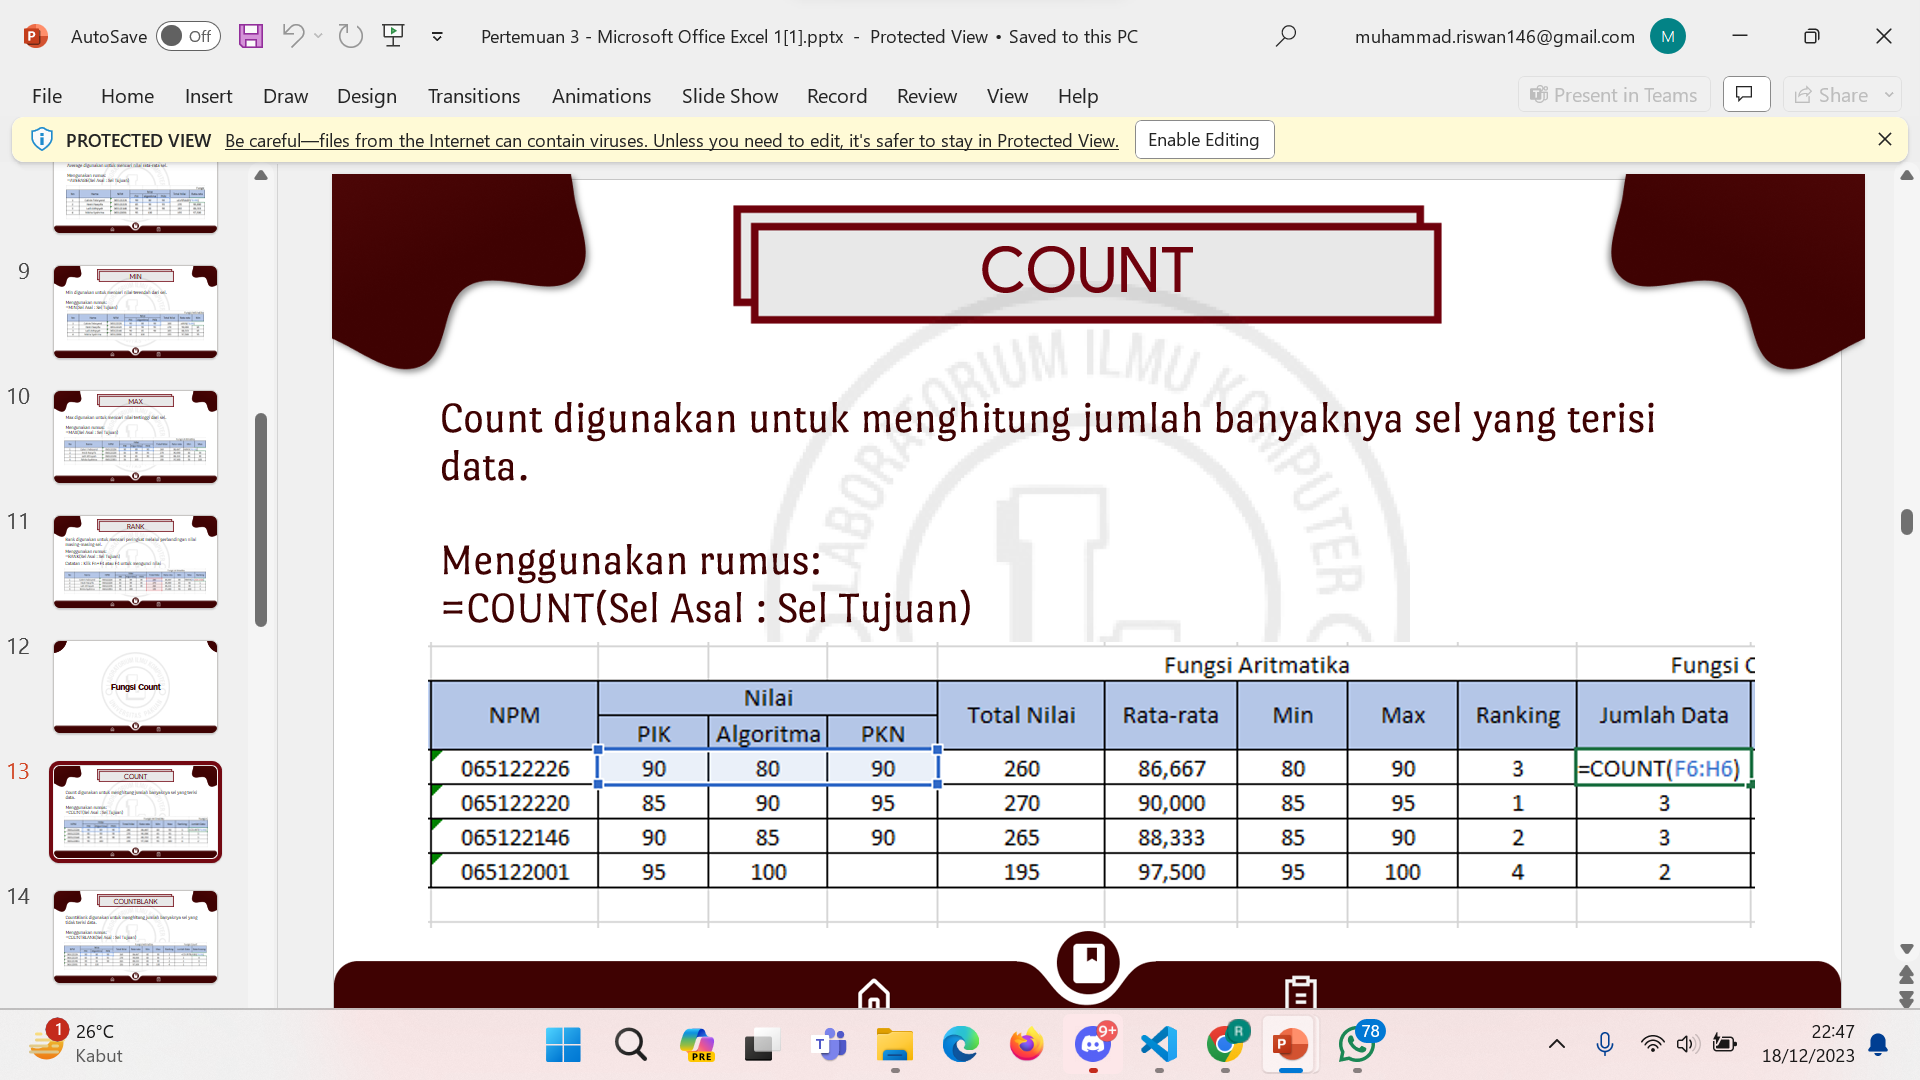 AutoSave Off Pertemuan 3 - Microsoft Office Excel 1[1].pptx - Protected View • Saved to this PC muhammad.riswan146@gmail.com M
File Home Insert Draw Design Transitions Animations Slide Show Record Review View Help Present in Teams Share
PROTECTED VIEW Be careful—files from the Internet can contain viruses. Unless you need to edit, it's safer to stay in Protected View. Enable Editing
9
MIN
10
MAX
11
RANK
12
Fungsi Count
13
COUNT
14
COUNTBLANK
COUNT
LABORATORIUM ILMU KOMPUTER
Count digunakan untuk menghitung jumlah banyaknya sel yang terisi
data.
Menggunakan rumus:
=COUNT(Sel Asal : Sel Tujuan)
Fungsi Aritmatika Fungsi C
NPM Nilai Total Nilai Rata-rata Min Max Ranking Jumlah Data
PIK Algoritma PKN
065122226 90 80 90 260 86,667 80 90 3 =COUNT(F6:H6)
065122220 85 90 95 270 90,000 85 95 1 3
065122146 90 85 90 265 88,333 85 90 2 3
065122001 95 100 195 97,500 95 100 4 2
1 26°C
Kabut
PRE
9+
R
78
22:47
18/12/2023